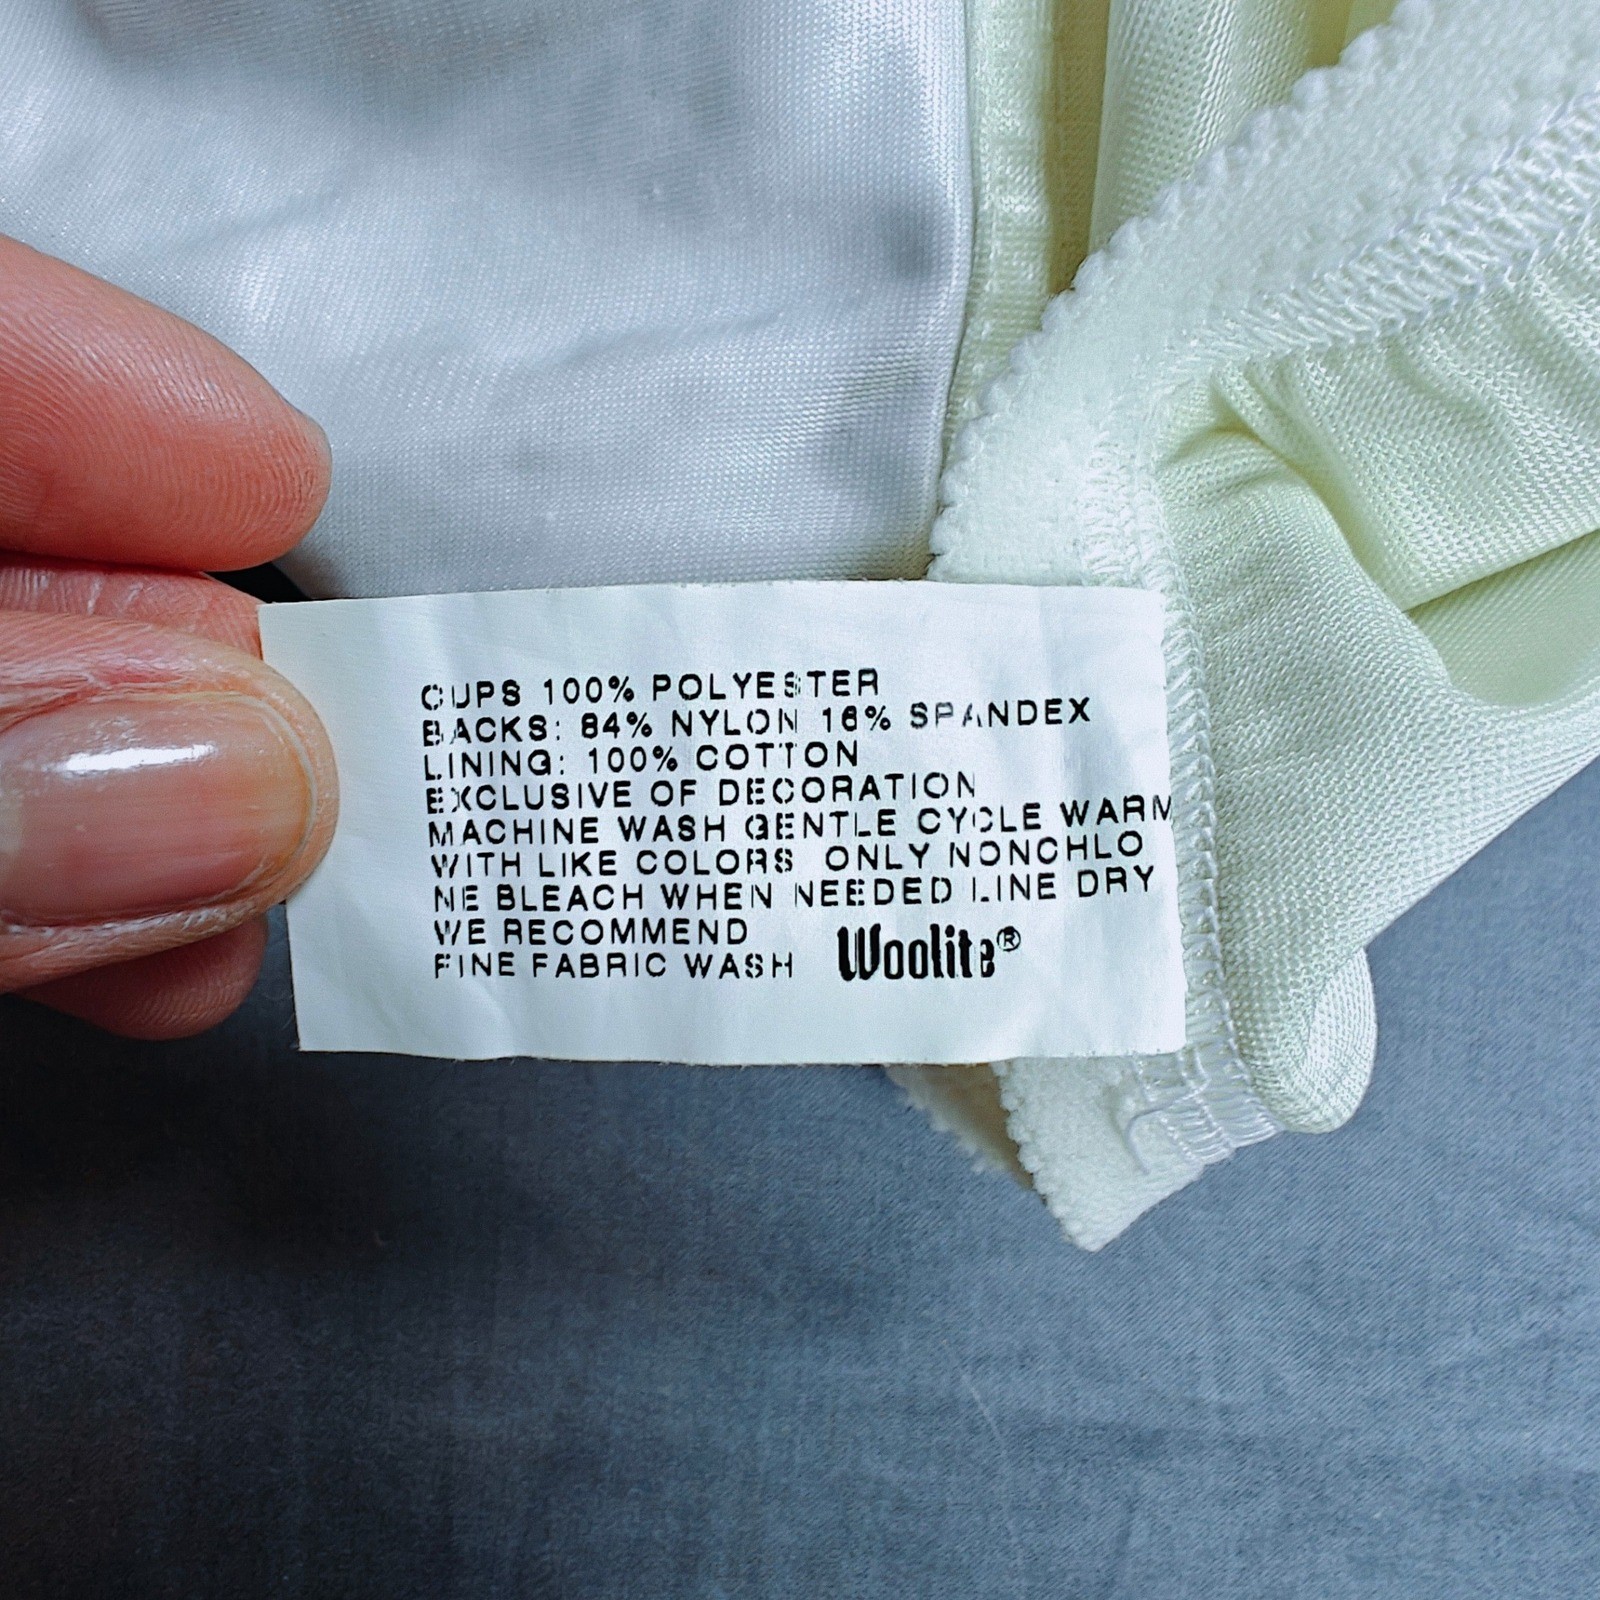 CUPS 100% POLYESTER
BACKS: 84% NYLON 16% SPANDEX
LINING: 100% COTTON
EXCLUSIVE OF DECORATION
MACHINE WASH GENTLE CYCLE WARM
WITH LIKE COLORS ONLY NONCHLO
NE BLEACH WHEN NEEDED LINE DRY
WE RECOMMEND
FINE FABRIC WASH Woolite®